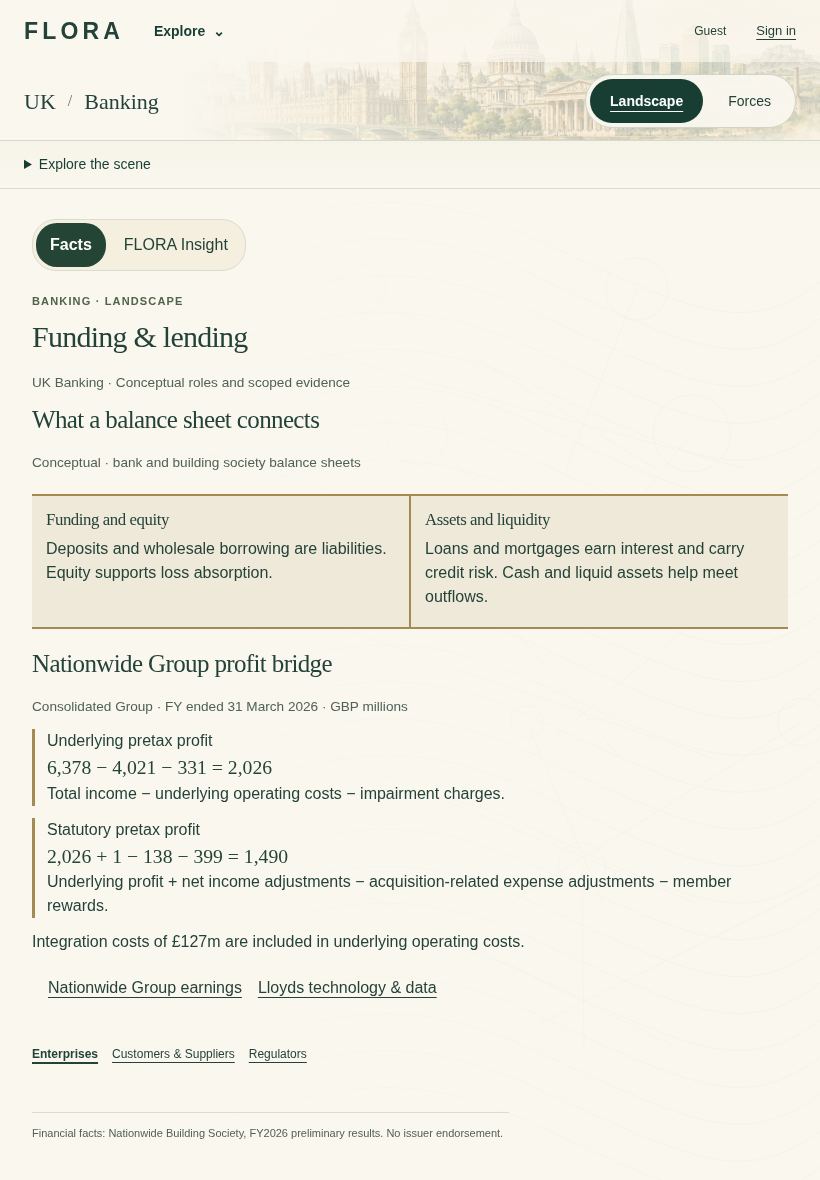 FLORA
Explore
Guest
Sign in
UK / Banking
Landscape
Forces
Explore the scene
Facts
FLORA Insight
BANKING · LANDSCAPE
Funding & lending
UK Banking · Conceptual roles and scoped evidence
What a balance sheet connects
Conceptual · bank and building society balance sheets
Funding and equity
Deposits and wholesale borrowing are liabilities.
Equity supports loss absorption.
Assets and liquidity
Loans and mortgages earn interest and carry
credit risk. Cash and liquid assets help meet
outflows.
Nationwide Group profit bridge
Consolidated Group · FY ended 31 March 2026 · GBP millions
Underlying pretax profit
6,378 − 4,021 − 331 = 2,026
Total income − underlying operating costs − impairment charges.
Statutory pretax profit
2,026 + 1 − 138 − 399 = 1,490
Underlying profit + net income adjustments − acquisition-related expense adjustments − member
rewards.
Integration costs of £127m are included in underlying operating costs.
Nationwide Group earnings
Lloyds technology & data
Enterprises
Customers & Suppliers
Regulators
Financial facts: Nationwide Building Society, FY2026 preliminary results. No issuer endorsement.